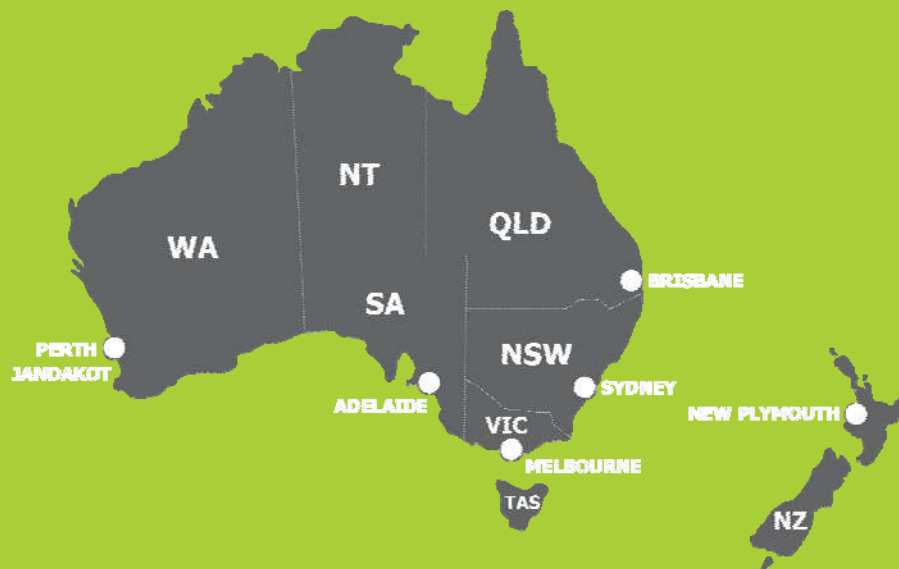 NT
QLD
WA
BRISBANE
SA
PERTH
JANDAKOT
NSW
ADELAIDE
SYDNEY
NEW PLYMOUTH
VIC
MELBOURNE
TAS
NZ